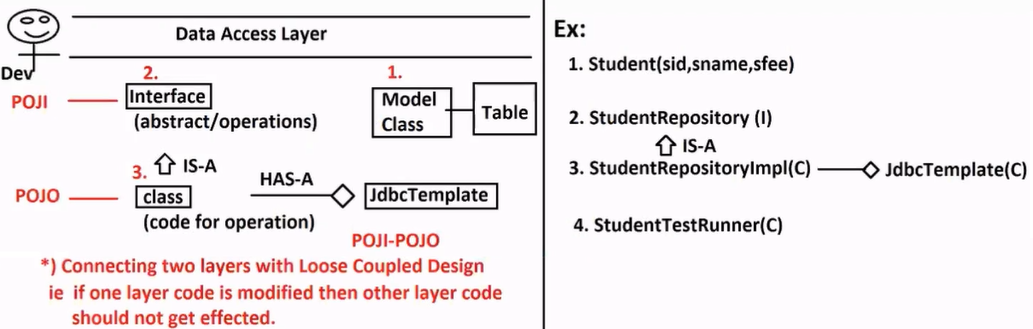 Data Access Layer
Dev
2.
1.
POJI
Interface
(abstract/operations)
Model
Class
Table
3.
IS-A
POJO
class
HAS-A
JdbcTemplate
(code for operation)
POJI-POJO
*) Connecting two layers with Loose Coupled Design
ie if one layer code is modified then other layer code
should not get effected.
Ex:
1. Student(sid,sname,sfee)
2. StudentRepository (I)
IS-A
3. StudentRepositoryImpl(C) JdbcTemplate(C)
4. StudentTestRunner(C)